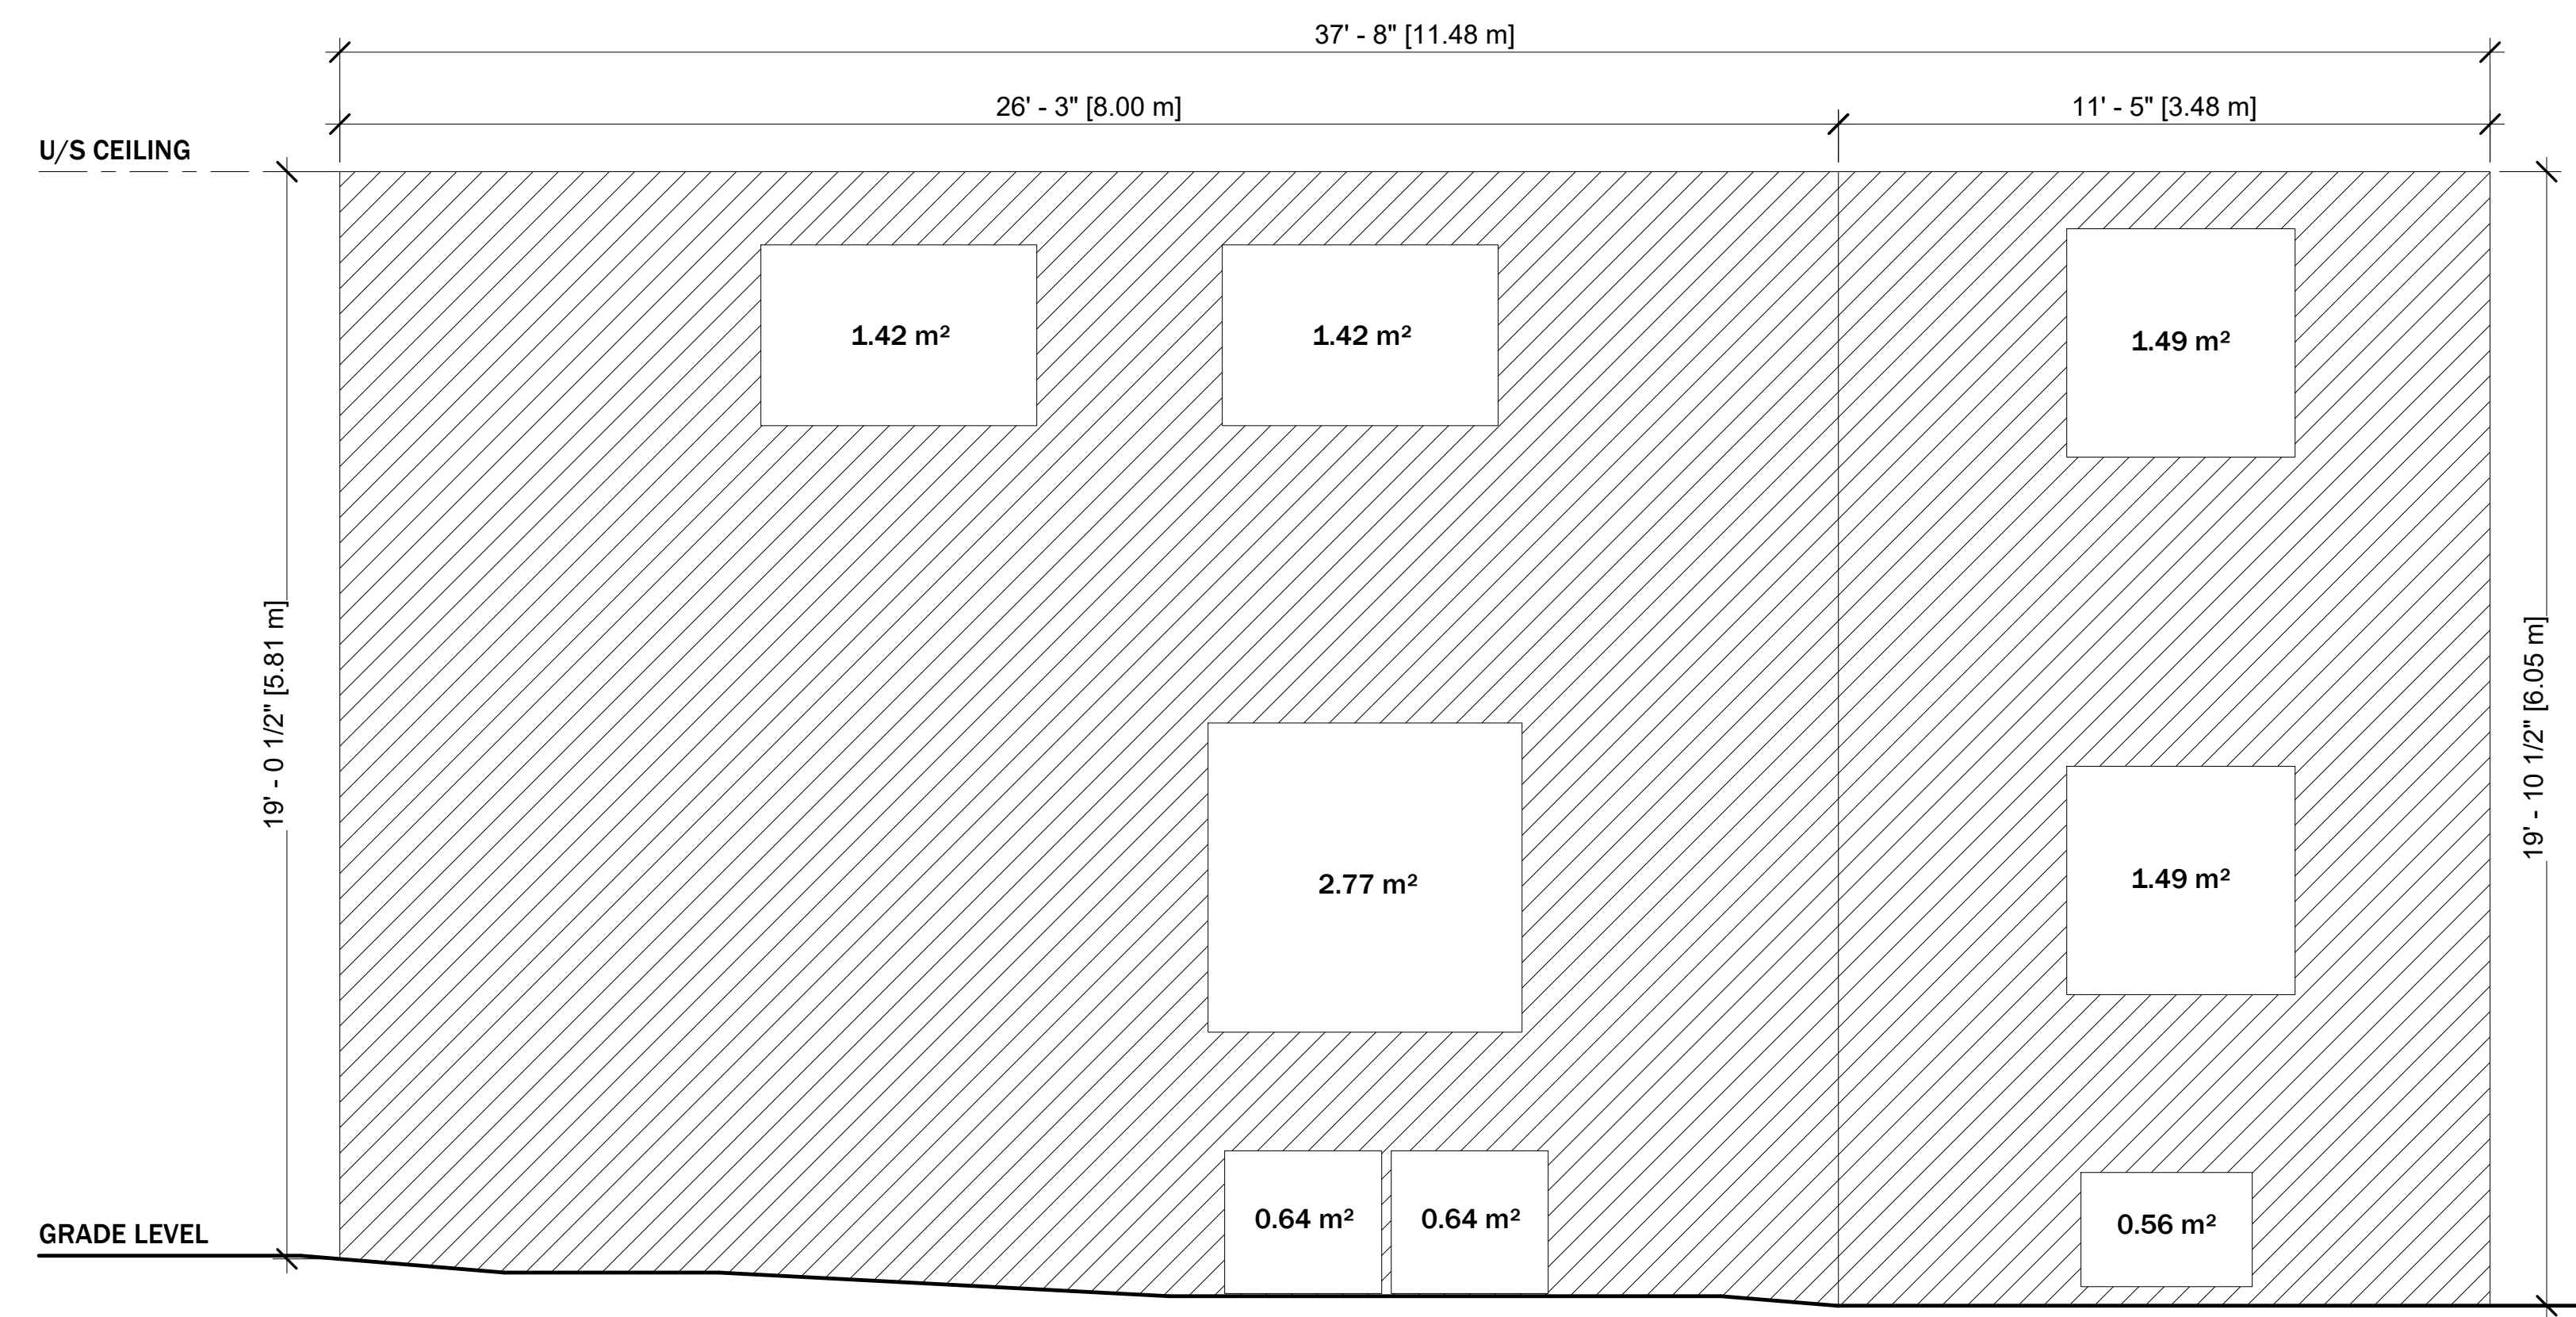 37' - 8" [11.48 m]
26' - 3" [8.00 m]
11' - 5" [3.48 m]
U/S CEILING
1.42 m²
1.42 m²
1.49 m²
19' - 0 1/2" [5.81 m]
19' - 10 1/2" [6.05 m]
2.77 m²
1.49 m²
0.64 m²
0.64 m²
0.56 m²
GRADE LEVEL